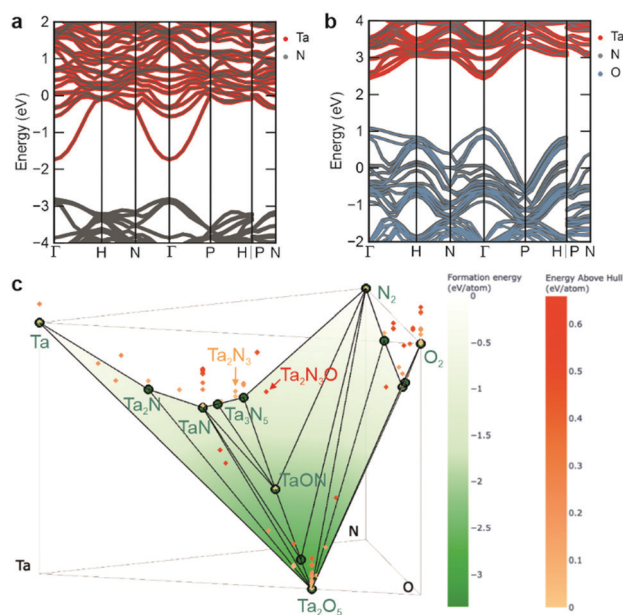 a
2
1
0
-1
-2
-3
-4
Energy (eV)
Γ H N Γ P H P N
Ta
N
b
4
3
2
1
0
-1
-2
Energy (eV)
Γ H N Γ P H P N
Ta
N
O
c
Ta
N₂
O₂
Ta₂N₃
Ta₂N₃O
Ta₂N
TaN
Ta₃N₅
TaON
Ta₂O₅
Ta
N
O
Formation energy
(eV/atom)
0
−0.5
−1
−1.5
−2
−2.5
−3
Energy Above Hull
(eV/atom)
0.6
0.5
0.4
0.3
0.2
0.1
0